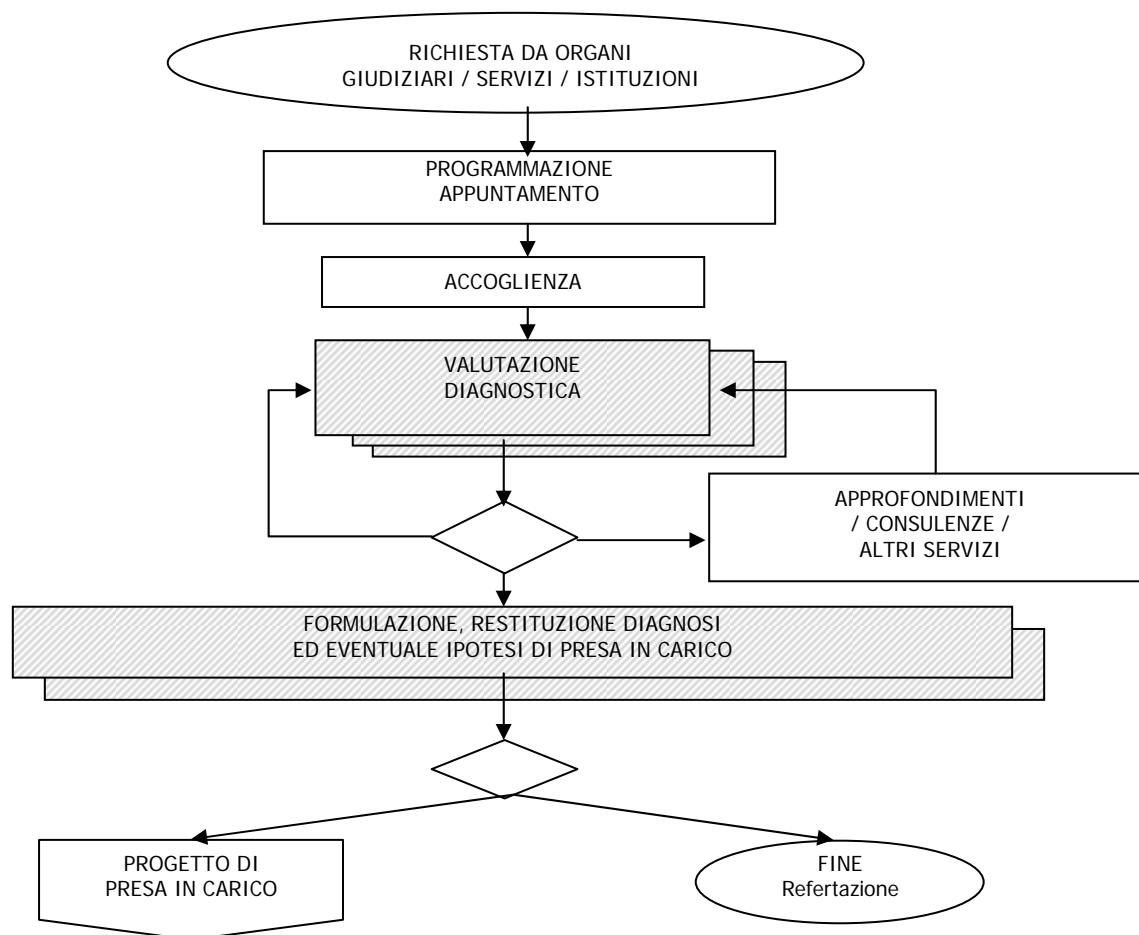 RICHIESTA DA ORGANI
GIUDIZIARI / SERVIZI / ISTITUZIONI
PROGRAMMAZIONE
APPUNTAMENTO
ACCOGLIENZA
VALUTAZIONE
DIAGNOSTICA
APPROFONDIMENTI
/ CONSULENZE /
ALTRI SERVIZI
FORMULAZIONE, RESTITUZIONE DIAGNOSI
ED EVENTUALE IPOTESI DI PRESA IN CARICO
PROGETTO DI
PRESA IN CARICO
FINE
Refertazione